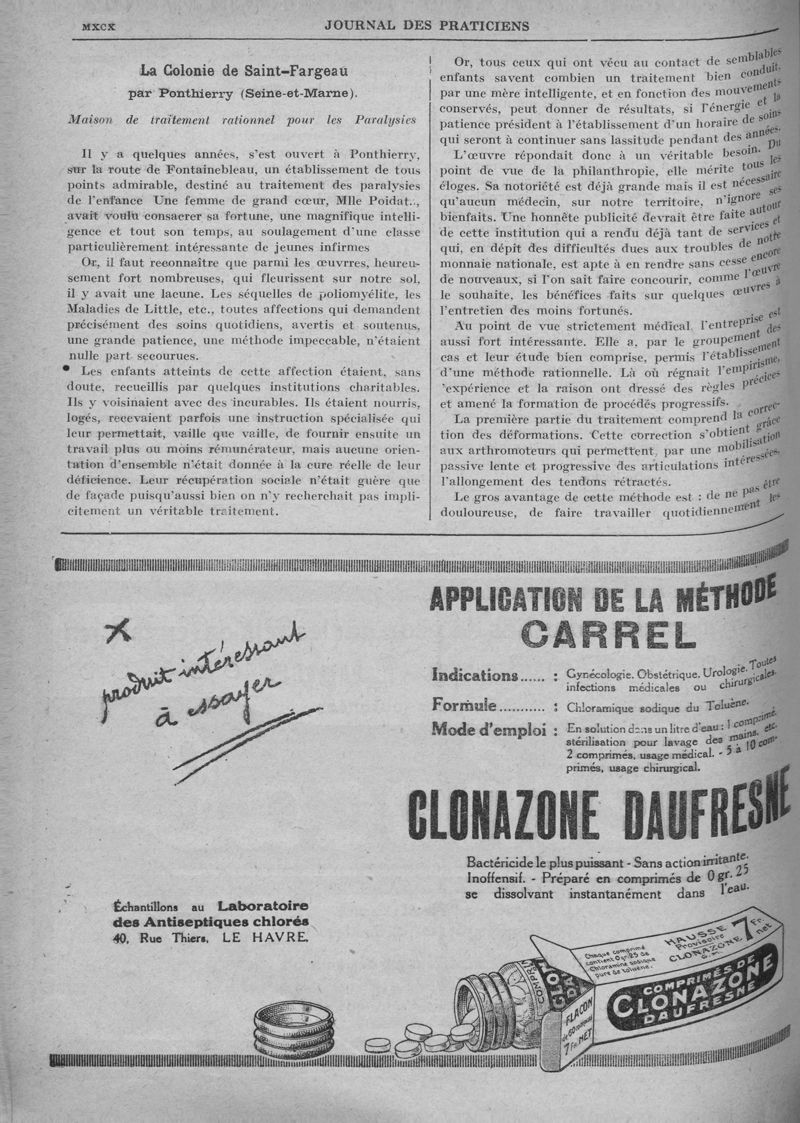 MXCX
JOURNAL DES PRATICIENS
La Colonie de Saint-Fargeau
par Ponthierry (Seine-et-Marne).
Maison de traitement rationnel pour les Paralysies
Il y a quelques années, s'est ouvert à Ponthierry,
sur la route de Fontainebleau, un établissement de tous
points admirable, destiné au traitement des paralysies
de l'enfance Une femme de grand cœur, Mlle Poidat..,
avait voulu consacrer sa fortune, une magnifique intelli-
gence et tout son temps, au soulagement d'une classe
particulièrement intéressante de jeunes infirmes
Or, il faut reconnaître que parmi les œuvrres, heureu-
sement fort nombreuses, qui fleurissent sur notre sol,
il y avait une lacune. Les séquelles de poliomyélite, les
Maladies de Little, etc., toutes affections qui demandent
précisément des soins quotidiens, avertis et soutenus,
une grande patience, une méthode impeccable, n'étaient
nulle part secourues.
Les enfants atteints de cette affection étaient, sans
doute, recueillis par quelques institutions charitables.
Ils y voisinaient avec des incurables. Ils étaient nourris,
logés, recevaient parfois une instruction spécialisée qui
leur permettait, vaille que vaille, de fournir ensuite un
travail plus ou moins rémunérateur, mais aucune orien-
tation d'ensemble n'était donnée à la cure réelle de leur
déficience. Leur récupération sociale n'était guère que
de façade puisqu'aussi bien on n'y recherchait pas impli-
citement un véritable traitement.
Or, tous ceux qui ont vécu au contact de semblables
enfants savent combien un traitement bien conduit,
par une mère intelligente, et en fonction des mouvements
conservés, peut donner de résultats, si l'énergie et la
patience président à l'établissement d'un horaire de soins
qui seront à continuer sans lassitude pendant des années.
L'œuvre répondait donc à un véritable besoin. Du
point de vue de la philanthropie, elle mérite tous les
éloges. Sa notoriété est déjà grande mais il est nécessaire
qu'aucun médecin, sur notre territoire, n'ignore ses
bienfaits. Une honnête publicité devrait être faite autour
de cette institution qui a rendu déjà tant de services et
qui, en dépit des difficultés dues aux troubles de notre
monnaie nationale, est apte à en rendre sans cesse encore
de nouveaux, si l'on sait faire concourir, comme l'œuvre
le souhaite, les bénéfices faits sur quelques œuvres à
l'entretien des moins fortunés.
Au point de vue strictement médical l'entreprise est
aussi fort intéressante. Elle a, par le groupement des
cas et leur étude bien comprise, permis l'établissement
d'une méthode rationnelle. Là où régnait l'empirisme,
'expérience et la raison ont dressé des règles précices
et amené la formation de procédés progressifs.
La première partie du traitement comprend la correc-
tion des déformations. Cette correction s'obtient grâce
aux arthromoteurs qui permettent, par une mobilisation
passive lente et progressive des articulations intéressées,
l'allongement des tendons rétractés.
Le gros avantage de cette méthode est : de ne pas être
douloureuse, de faire travailler quotidiennement les
produit intéressant
à essayer
Échantillons au Laboratoire
des Antiseptiques chlorés
40, Rue Thiers, LE HAVRE.
APPLICATION DE LA MÉTHODE
CARREL
Indications...... : Gynécologie. Obstétrique. Urologie. Toutes
infections médicales ou chirurgicales.
Formule........... : Chloramique sodique du Toluène.
Mode d'emploi : En solution dans un litre d'eau : 1 comprimé.
stérilisation pour lavage des mains, etc.
2 comprimés, usage médical. - 5 à 10 com-
primés, usage chirurgical.
CLONAZONE DAUFRESNE
Bactéricide le plus puissant - Sans action irritante.
Inoffensif. - Préparé en comprimés de 0 gr. 25
se dissolvant instantanément dans l'eau.
Chaque comprimé
contient 0 gr. 25 de
Chloramine sodique
pure de toluène.
HAUSSE
Provisoire
CLONAZONE
7 Fr.
net
COMPRIMÉS DE
CLONAZONE
DAUFRESNE
FLACON
de 60 comprimés
7 Fr. NET